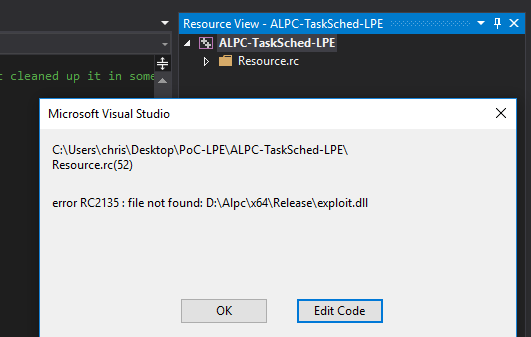 Resource View - ALPC-TaskSched-LPE
ALPC-TaskSched-LPE
Resource.rc
t cleaned up it in some
Microsoft Visual Studio
C:\Users\chris\Desktop\PoC-LPE\ALPC-TaskSched-LPE\
Resource.rc(52)
error RC2135 : file not found: D:\Alpc\x64\Release\exploit.dll
OK
Edit Code